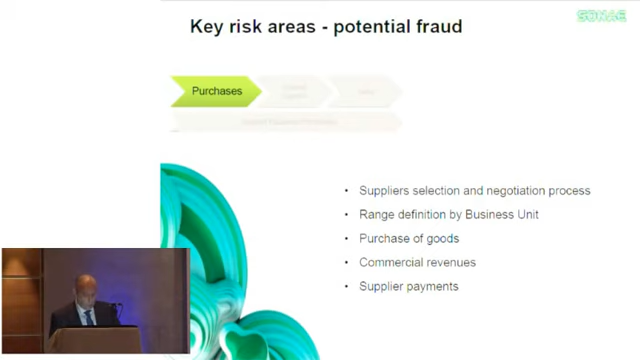 SONAE
Key risk areas - potential fraud
Purchases
• Suppliers selection and negotiation process
• Range definition by Business Unit
• Purchase of goods
• Commercial revenues
• Supplier payments